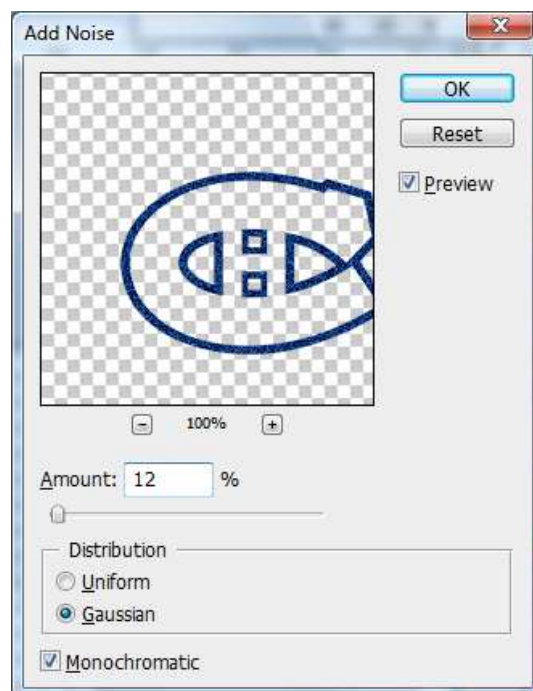 Add Noise
OK
Reset
Preview
100%
Amount: 12 %
Distribution
Uniform
Gaussian
Monochromatic